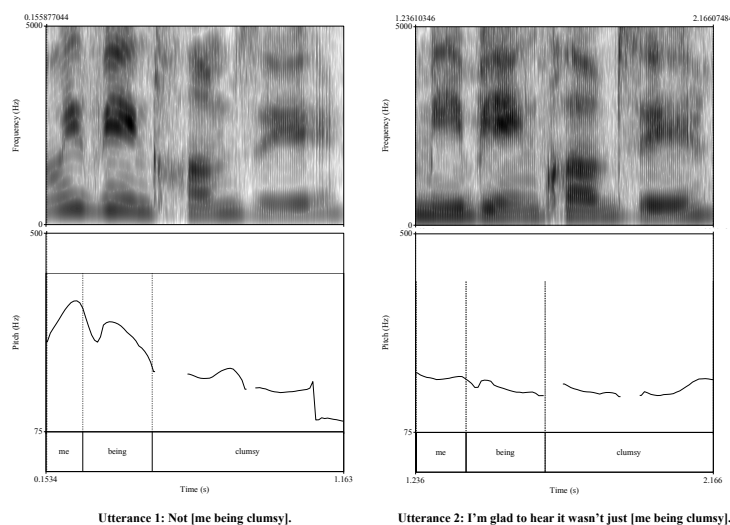 0.155877044
5000
Frequency (Hz)
0
500
Pitch (Hz)
75
me being clumsy
0.1534 1.163
Time (s)
Utterance 1: Not [me being clumsy].
1.23610346 2.16607484
5000
Frequency (Hz)
0
500
Pitch (Hz)
75
me being clumsy
1.236 2.166
Time (s)
Utterance 2: I'm glad to hear it wasn't just [me being clumsy].